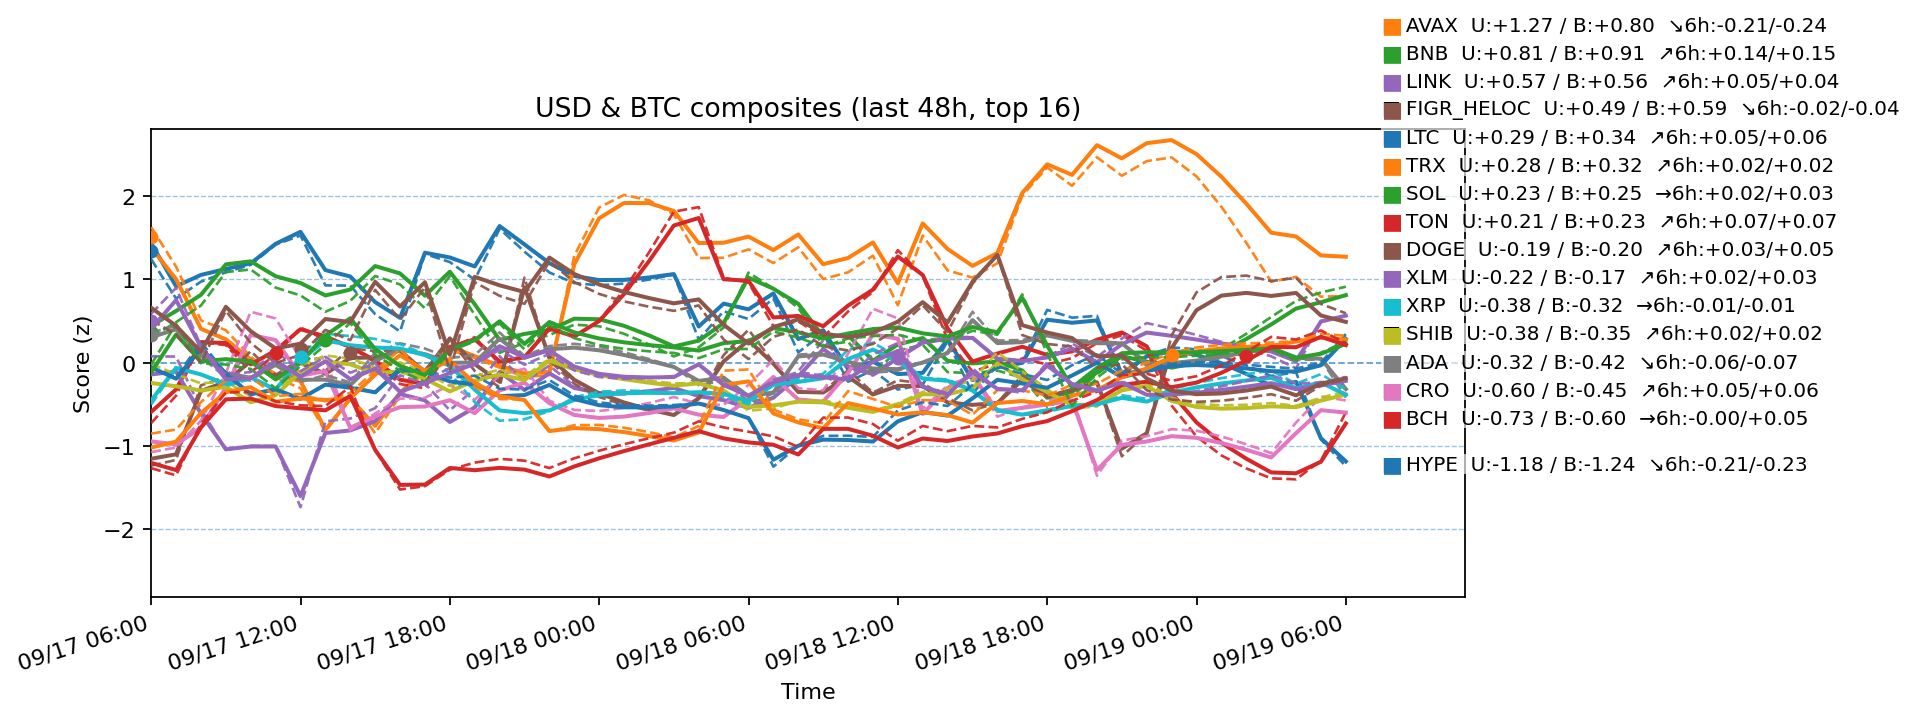 AVAX  U:+1.27 / B:+0.80  ↘6h:-0.21/-0.24
BNB  U:+0.81 / B:+0.91  ↗6h:+0.14/+0.15
LINK  U:+0.57 / B:+0.56  ↗6h:+0.05/+0.04
FIGR_HELOC  U:+0.49 / B:+0.59  ↘6h:-0.02/-0.04
LTC  U:+0.29 / B:+0.34  ↗6h:+0.05/+0.06
TRX  U:+0.28 / B:+0.32  ↗6h:+0.02/+0.02
SOL  U:+0.23 / B:+0.25  →6h:+0.02/+0.03
TON  U:+0.21 / B:+0.23  ↗6h:+0.07/+0.07
DOGE  U:-0.19 / B:-0.20  ↗6h:+0.03/+0.05
XLM  U:-0.22 / B:-0.17  ↗6h:+0.02/+0.03
XRP  U:-0.38 / B:-0.32  →6h:-0.01/-0.01
SHIB  U:-0.38 / B:-0.35  ↗6h:+0.02/+0.02
ADA  U:-0.32 / B:-0.42  ↘6h:-0.06/-0.07
CRO  U:-0.60 / B:-0.45  ↗6h:+0.05/+0.06
BCH  U:-0.73 / B:-0.60  →6h:-0.00/+0.05
HYPE  U:-1.18 / B:-1.24  ↘6h:-0.21/-0.23
USD & BTC composites (last 48h, top 16)
Score (z)
2
1
0
−1
−2
09/17 06:00
09/17 12:00
09/17 18:00
09/18 00:00
09/18 06:00
09/18 12:00
09/18 18:00
09/19 00:00
09/19 06:00
Time